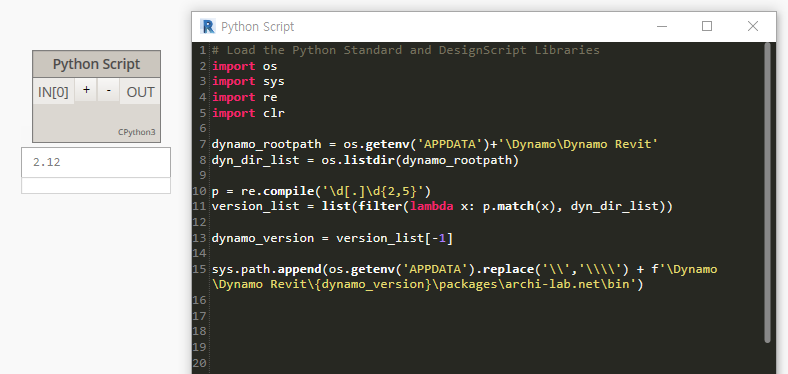 Python Script
IN[0] + - OUT
CPython3
2.12
R Python Script
1 # Load the Python Standard and DesignScript Libraries
2 import os
3 import sys
4 import re
5 import clr
6
7 dynamo_rootpath = os.getenv('APPDATA')+'\Dynamo\Dynamo Revit'
8 dyn_dir_list = os.listdir(dynamo_rootpath)
9
10 p = re.compile('\d[.]\d{2,5}')
11 version_list = list(filter(lambda x: p.match(x), dyn_dir_list))
12
13 dynamo_version = version_list[-1]
14
15 sys.path.append(os.getenv('APPDATA').replace('\\','\\\\') + f'\Dynamo
\Dynamo Revit\{dynamo_version}\packages\archi-lab.net\bin')
16
17
18
19
20